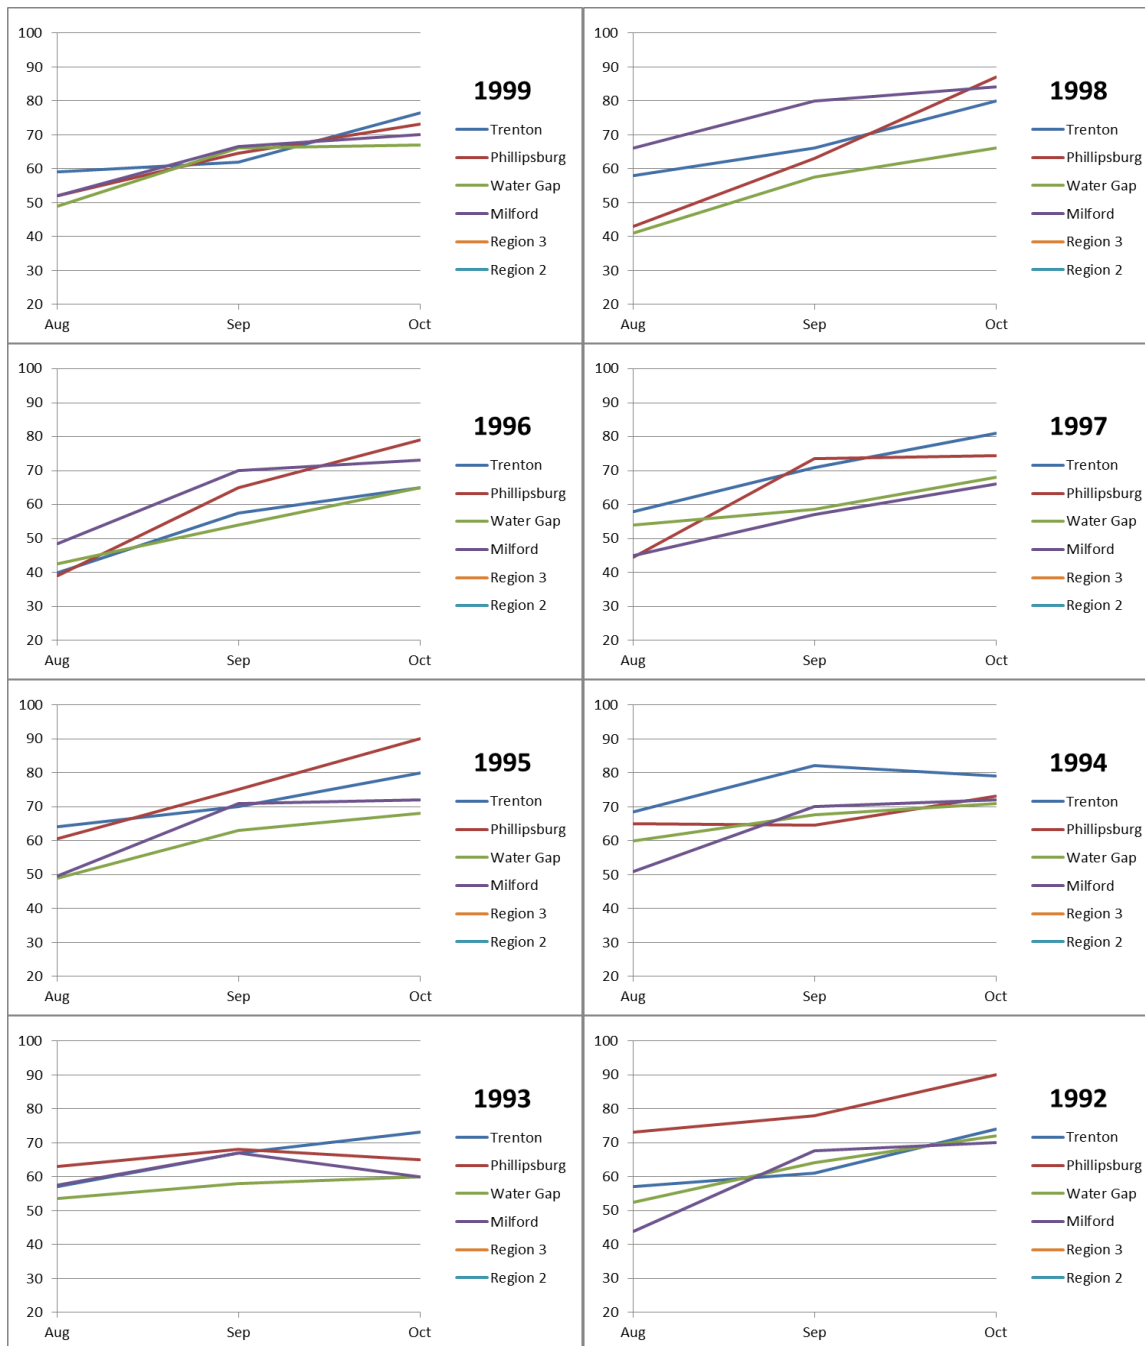 100
90
80
70
60
50
40
30
20
Aug Sep Oct
1999
Trenton
Phillipsburg
Water Gap
Milford
Region 3
Region 2
100
90
80
70
60
50
40
30
20
Aug Sep Oct
1998
Trenton
Phillipsburg
Water Gap
Milford
Region 3
Region 2
100
90
80
70
60
50
40
30
20
Aug Sep Oct
1996
Trenton
Phillipsburg
Water Gap
Milford
Region 3
Region 2
100
90
80
70
60
50
40
30
20
Aug Sep Oct
1997
Trenton
Phillipsburg
Water Gap
Milford
Region 3
Region 2
100
90
80
70
60
50
40
30
20
Aug Sep Oct
1995
Trenton
Phillipsburg
Water Gap
Milford
Region 3
Region 2
100
90
80
70
60
50
40
30
20
Aug Sep Oct
1994
Trenton
Phillipsburg
Water Gap
Milford
Region 3
Region 2
100
90
80
70
60
50
40
30
20
Aug Sep Oct
1993
Trenton
Phillipsburg
Water Gap
Milford
Region 3
Region 2
100
90
80
70
60
50
40
30
20
Aug Sep Oct
1992
Trenton
Phillipsburg
Water Gap
Milford
Region 3
Region 2